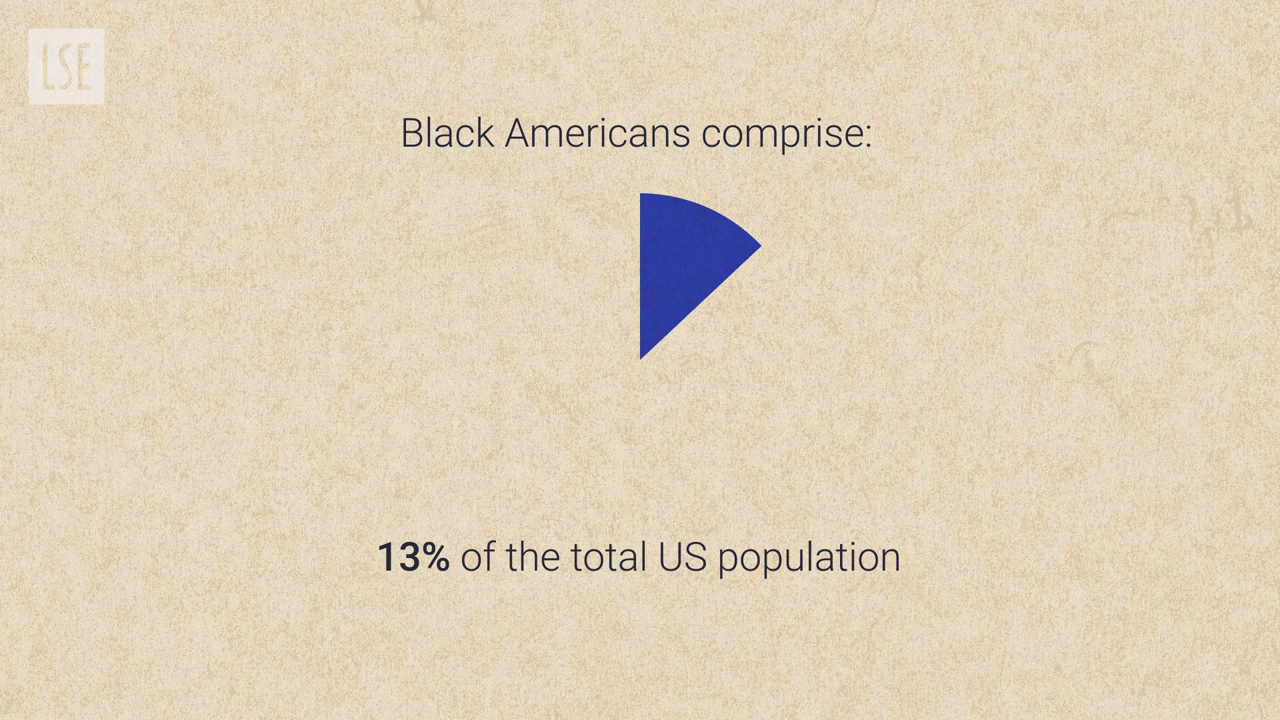 LSE
Black Americans comprise:
13% of the total US population